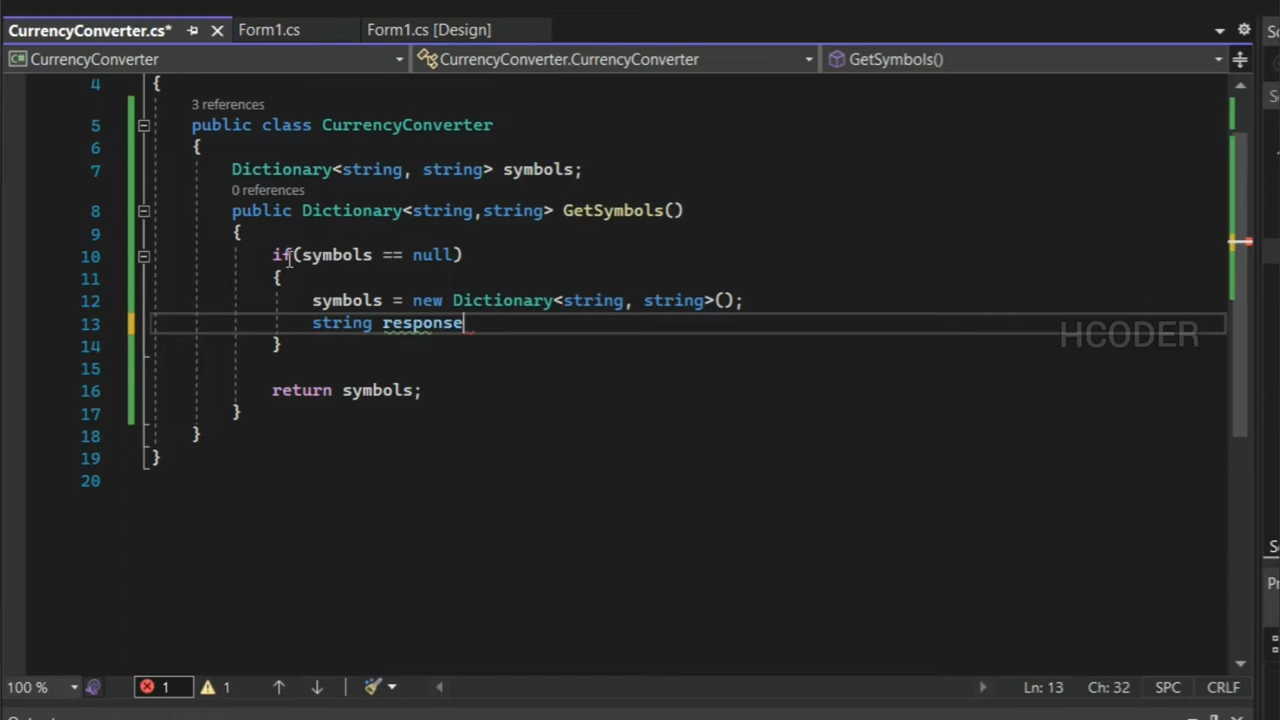 CurrencyConverter.cs*
Form1.cs
Form1.cs [Design]
CurrencyConverter
CurrencyConverter.CurrencyConverter
GetSymbols()
4 {
3 references
5 public class CurrencyConverter
6 {
7 Dictionary<string, string> symbols;
0 references
8 public Dictionary<string,string> GetSymbols()
9 {
10 if(symbols == null)
11 {
12 symbols = new Dictionary<string, string>();
13 string response
HCODER
14 }
15
16 return symbols;
17 }
18 }
19 }
20
100 %
1
1
Ln: 13
Ch: 32
SPC
CRLF